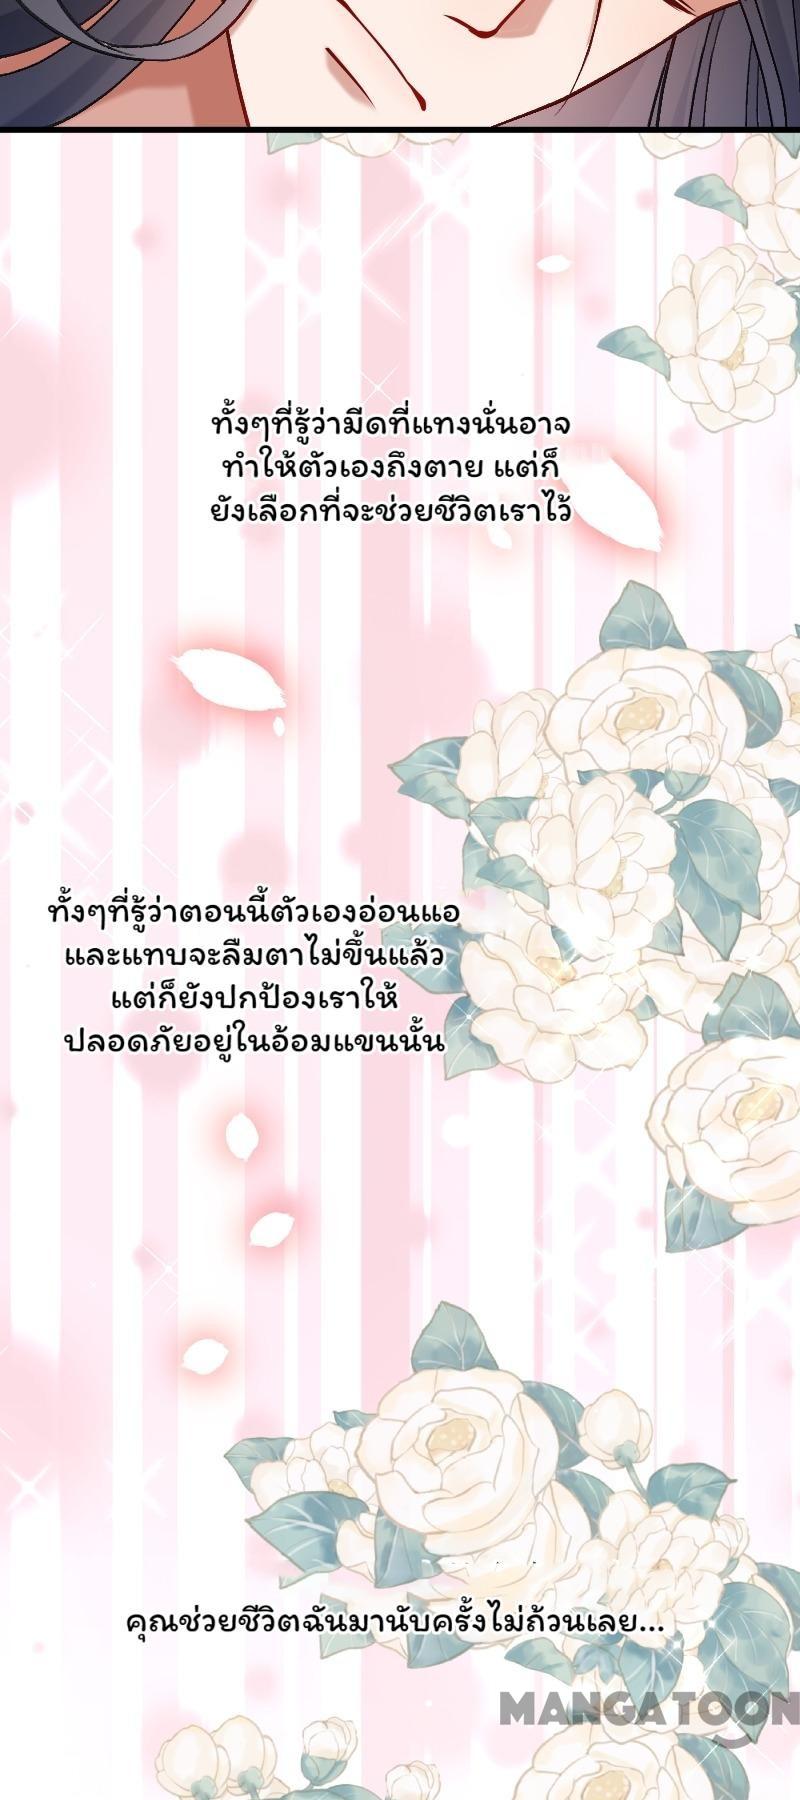 ทั้งๆที่รู้ว่ามีดที่แทงนั่นอาจ
ทำให้ตัวเองถึงตาย แต่ก็
ยังเลือกที่จะช่วยชีวิตเราไว้
ทั้งๆที่รู้ว่าตอนนี้ตัวเองอ่อนแอ
และแทบจะลืมตาไม่ขึ้นแล้ว
แต่ก็ยังปกป้องเราให้
ปลอดภัยอยู่ในอ้อมแขนนั้น
คุณช่วยชีวิตฉันมานับครั้งไม่ถ้วนเลย...
MANGATOON